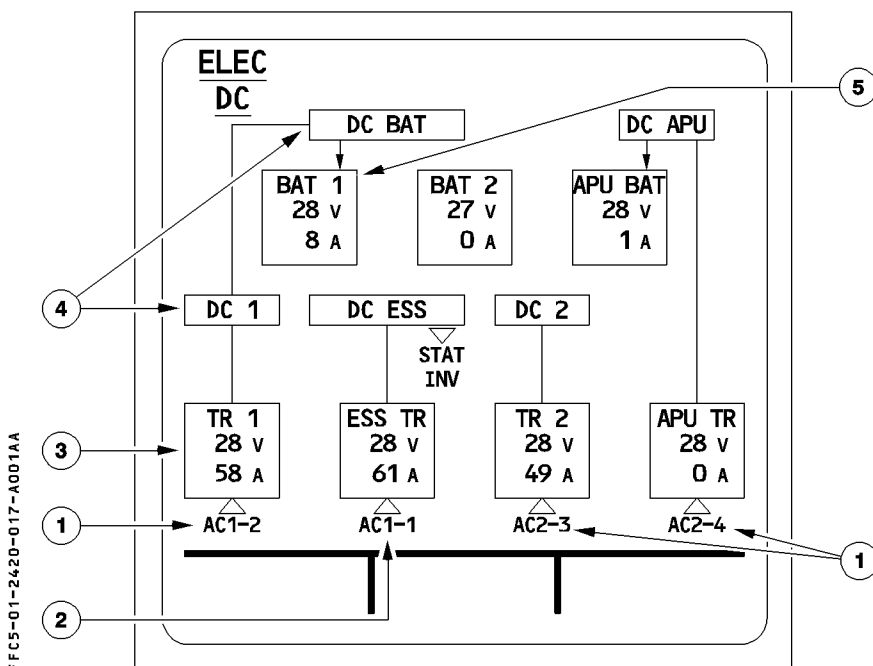 ELEC
DC
5
DC BAT
DC APU
BAT 1
28 V
8 A
BAT 2
27 V
0 A
APU BAT
28 V
1 A
4
DC 1
DC ESS
DC 2
STAT
INV
3
TR 1
28 V
58 A
ESS TR
28 V
61 A
TR 2
28 V
49 A
APU TR
28 V
0 A
1
AC1-2
AC1-1
AC2-3
AC2-4
1
2
FFC5-01-2420-017-A001AA